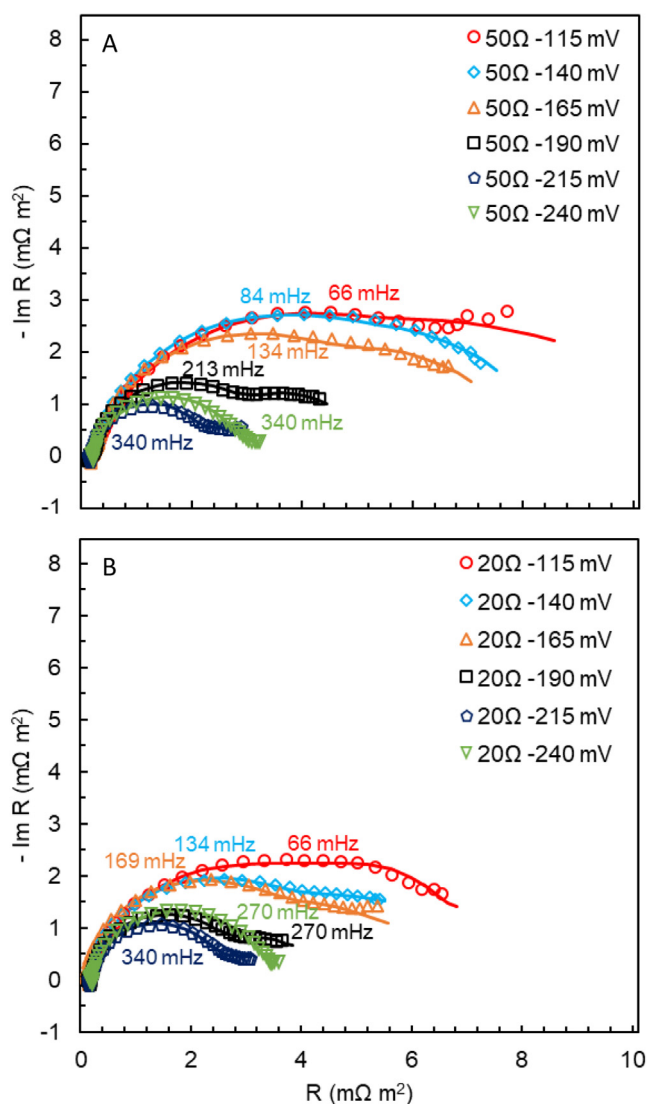 A
50Ω -115 mV
50Ω -140 mV
50Ω -165 mV
50Ω -190 mV
50Ω -215 mV
50Ω -240 mV
8
7
6
5
4
3
2
1
0
-1
- Im R (mΩ m²)
84 mHz
66 mHz
134 mHz
213 mHz
340 mHz
340 mHz
B
20Ω -115 mV
20Ω -140 mV
20Ω -165 mV
20Ω -190 mV
20Ω -215 mV
20Ω -240 mV
8
7
6
5
4
3
2
1
0
-1
- Im R (mΩ m²)
169 mHz
134 mHz
66 mHz
270 mHz
270 mHz
340 mHz
0
2
4
6
8
10
R (mΩ m²)